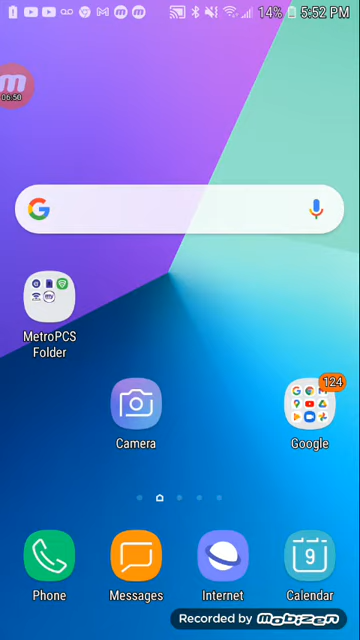 14% 5:52 PM
m
06:50
G
MetroPCS
Folder
124
Camera
Google
9
Phone
Messages
Internet
Calendar
Recorded by mobizen